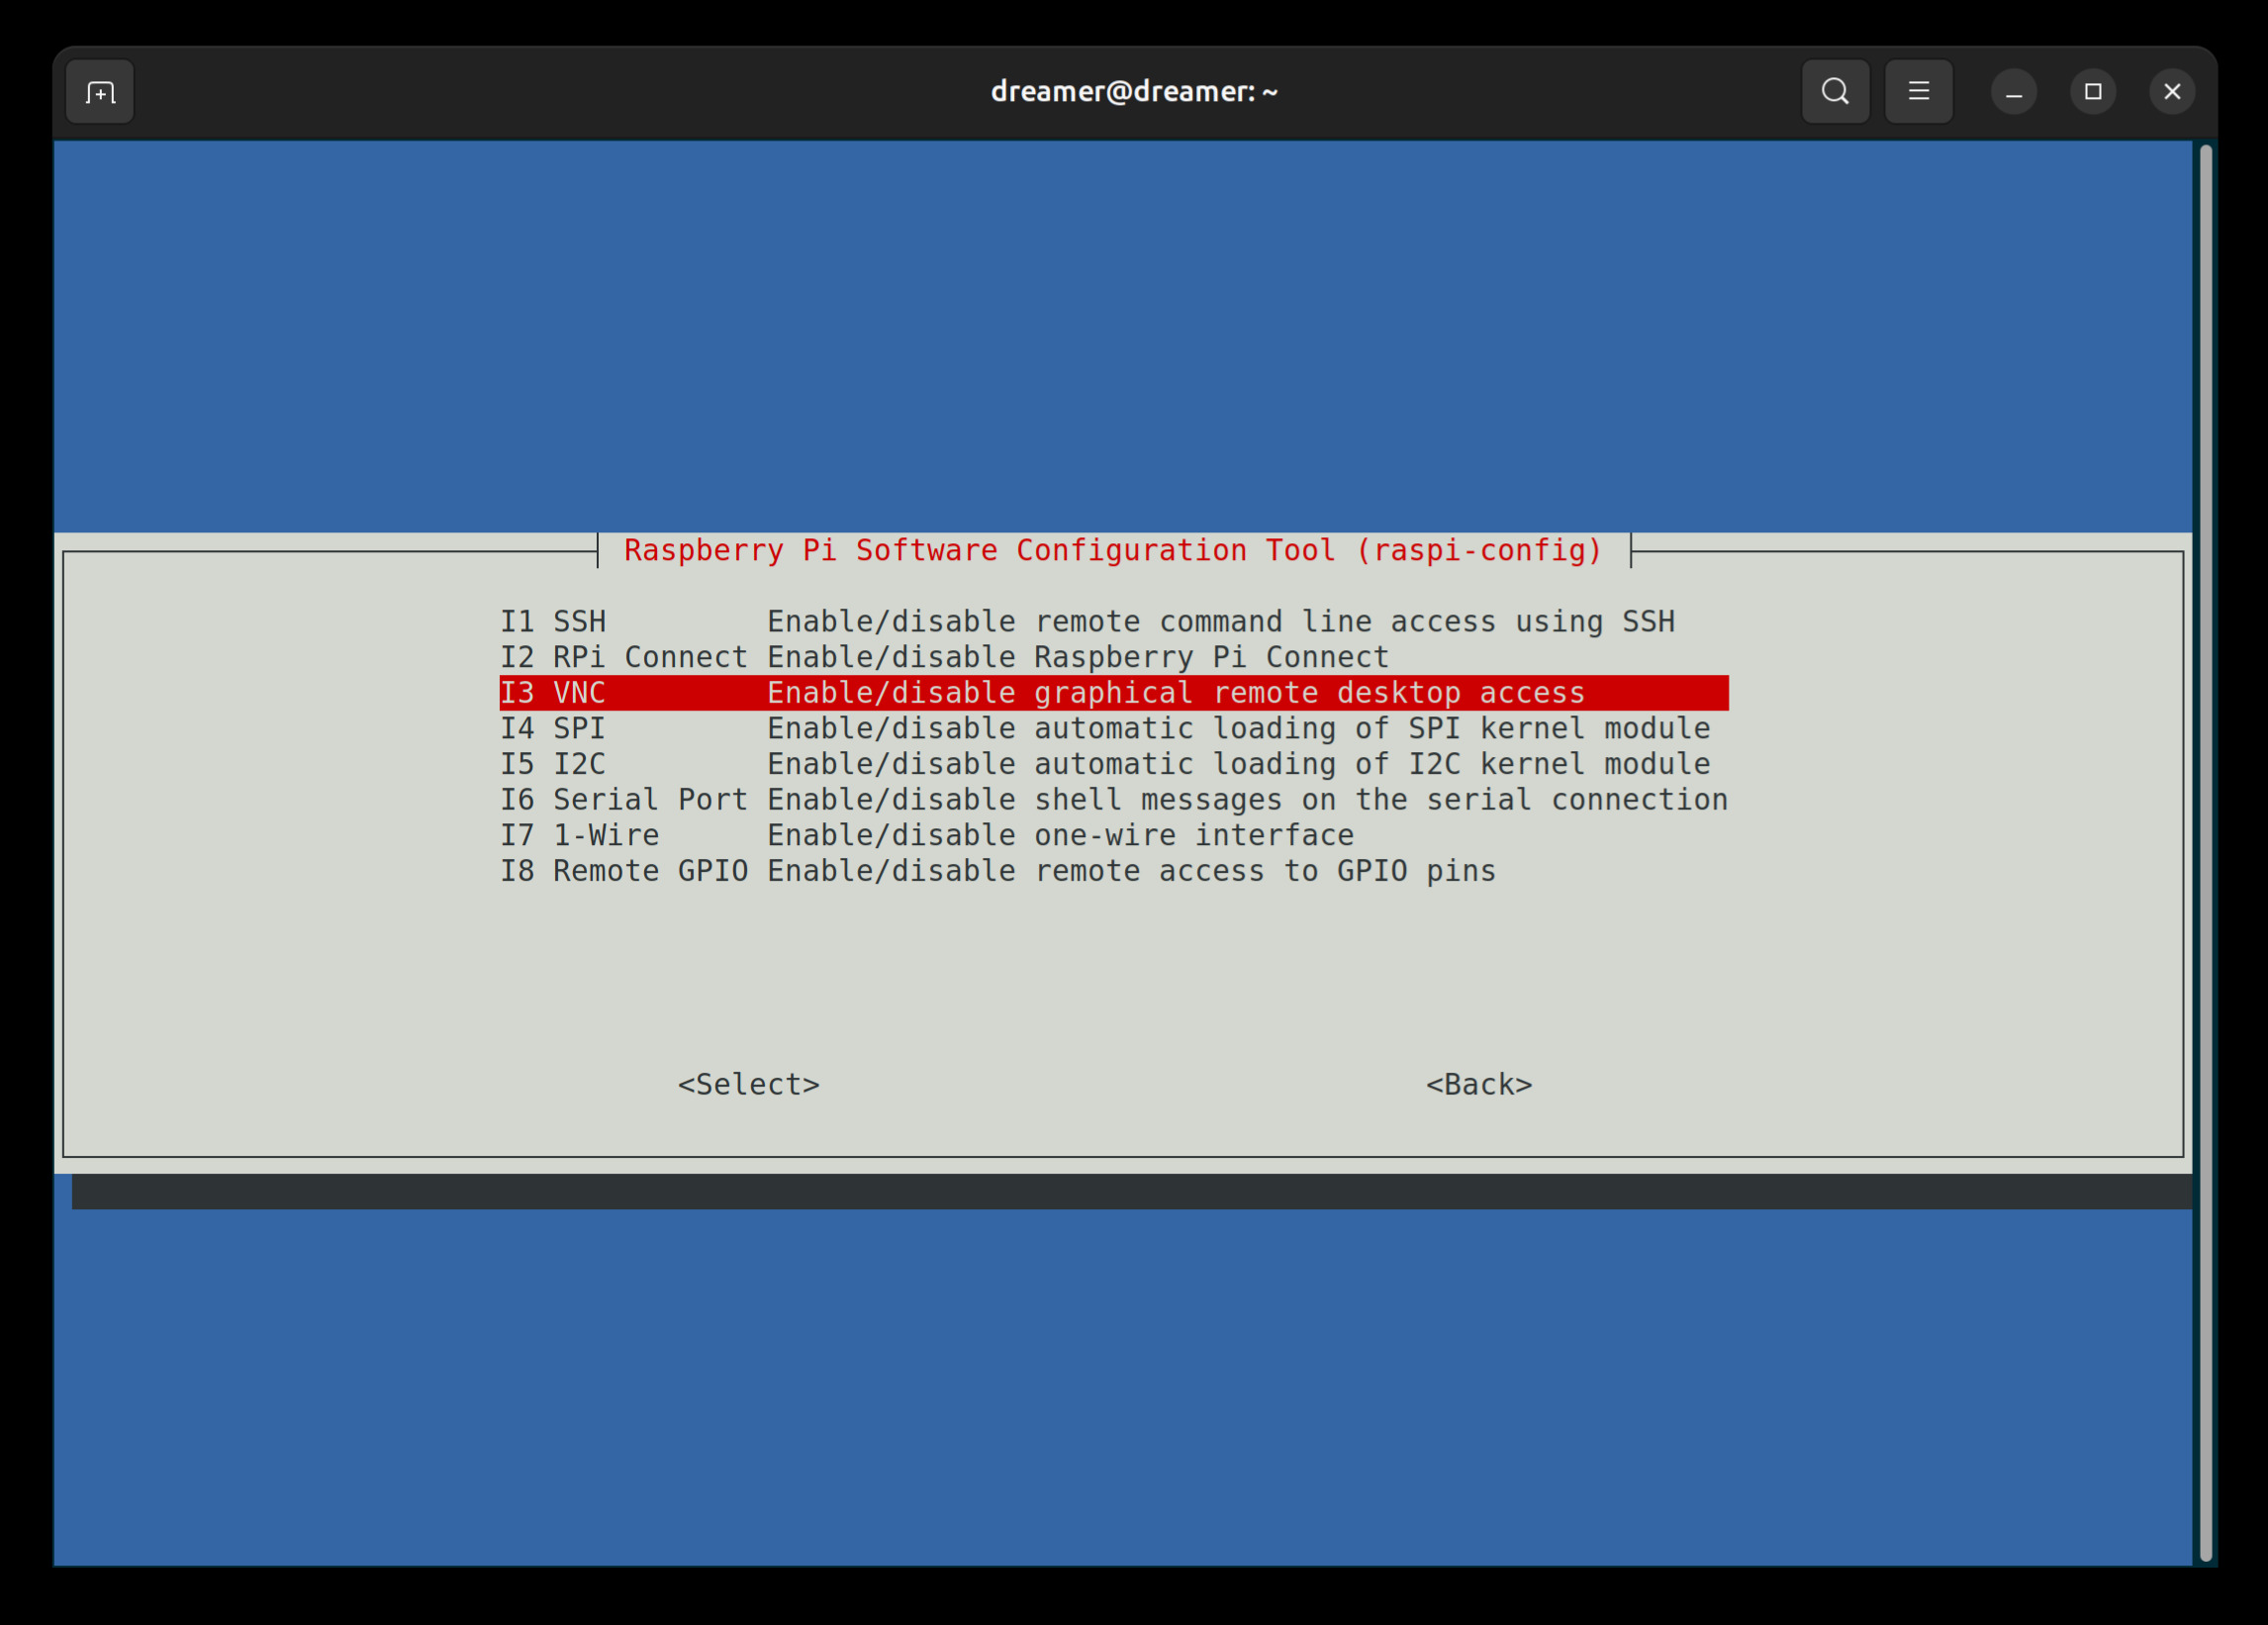 dreamer@dreamer: ~
Raspberry Pi Software Configuration Tool (raspi-config)
I1 SSH         Enable/disable remote command line access using SSH
I2 RPi Connect Enable/disable Raspberry Pi Connect
I3 VNC         Enable/disable graphical remote desktop access
I4 SPI         Enable/disable automatic loading of SPI kernel module
I5 I2C         Enable/disable automatic loading of I2C kernel module
I6 Serial Port Enable/disable shell messages on the serial connection
I7 1-Wire      Enable/disable one-wire interface
I8 Remote GPIO Enable/disable remote access to GPIO pins
<Select>                                  <Back>